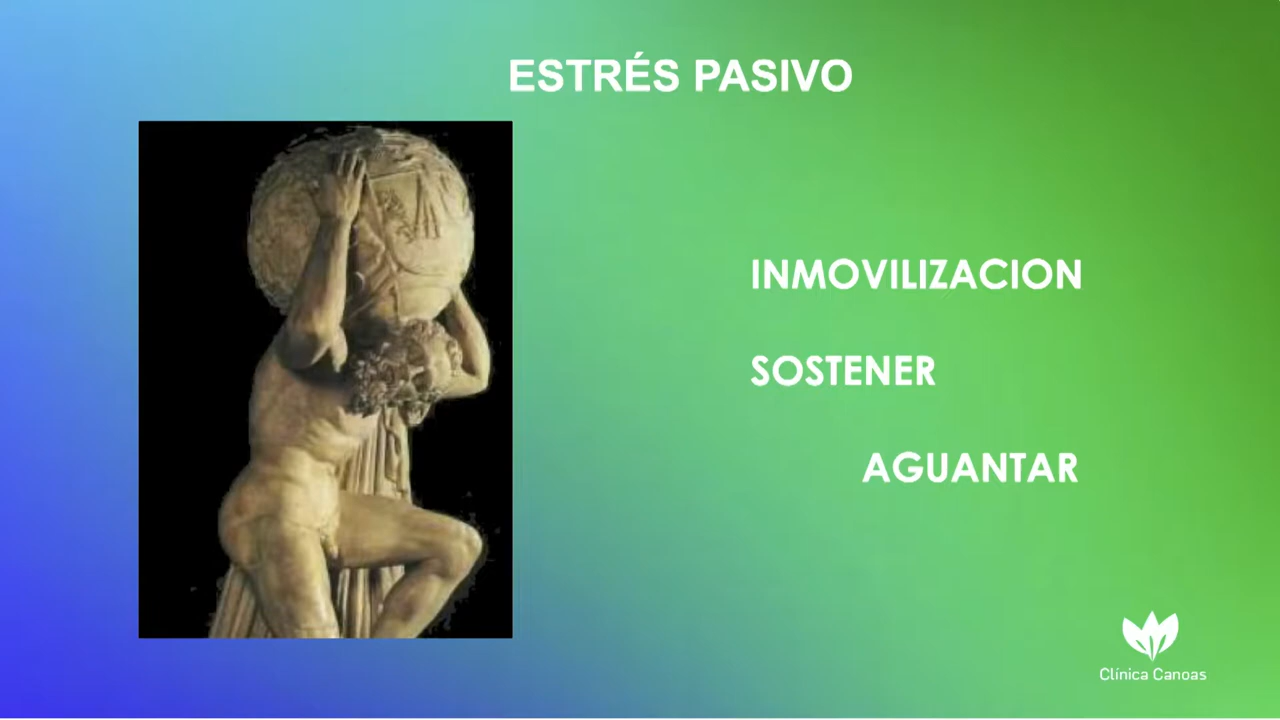 ESTRÉS PASIVO
INMOVILIZACION
SOSTENER
AGUANTAR
Clínica Canoas